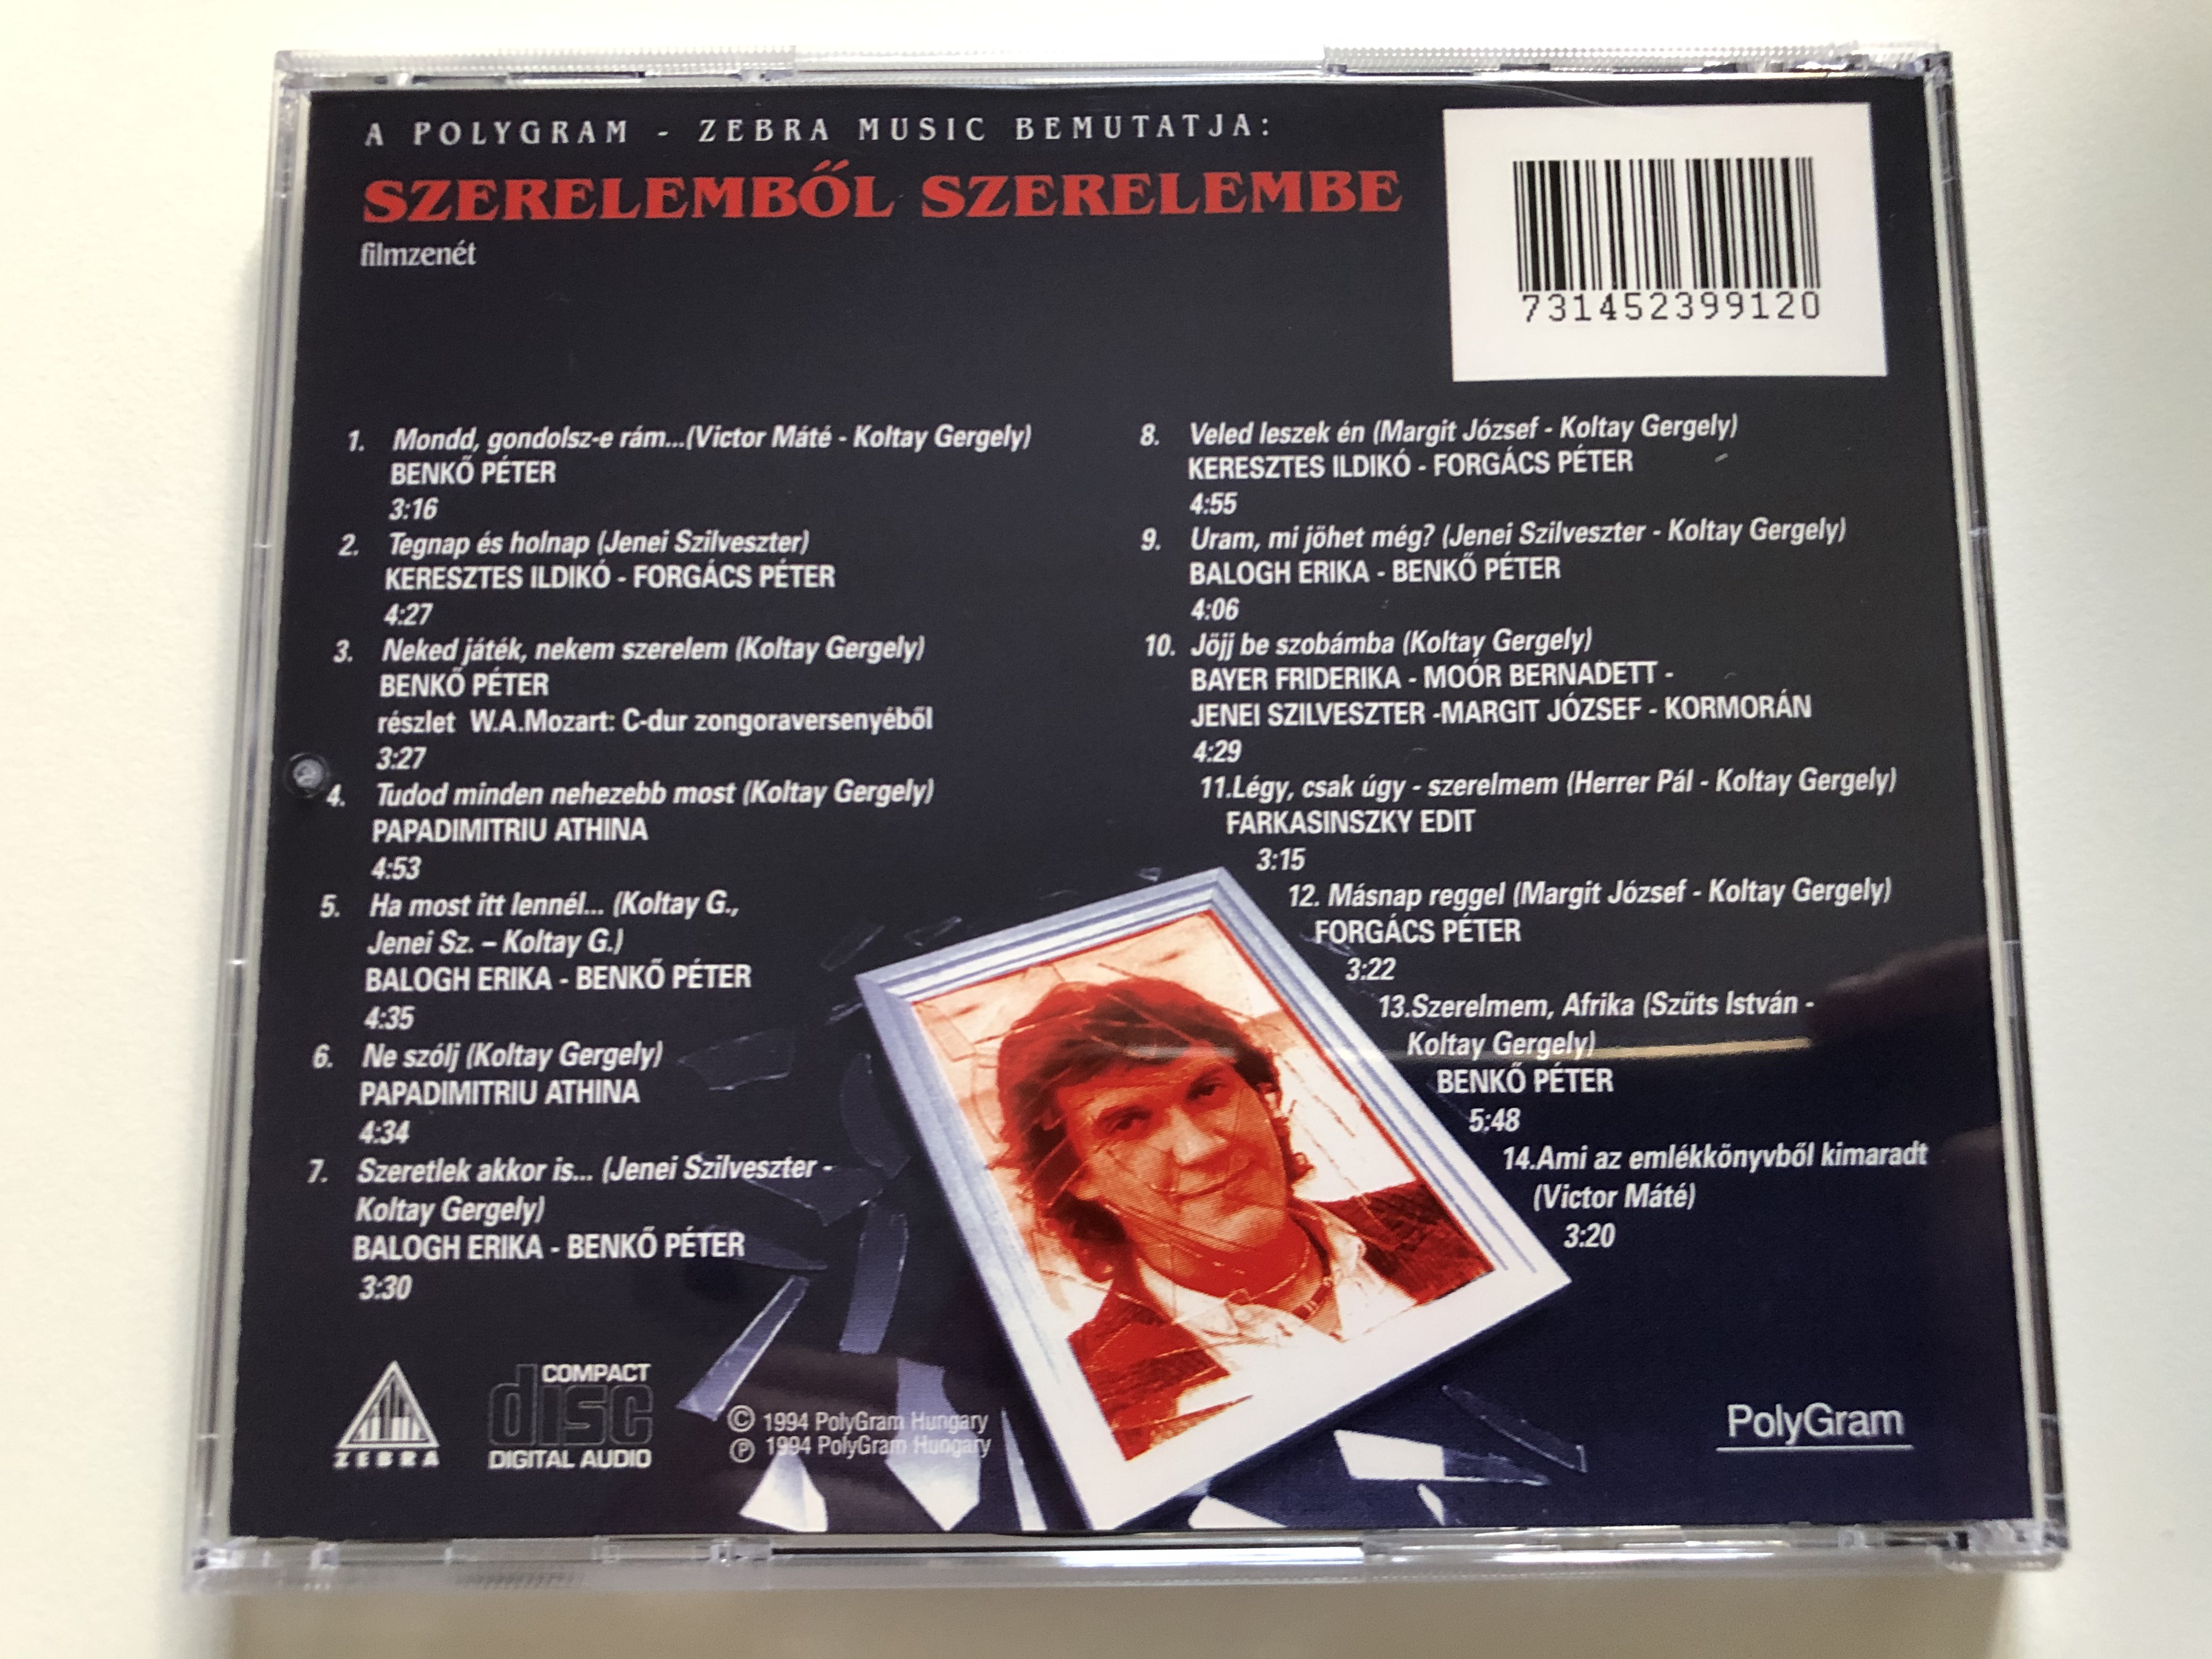 A POLYGRAM - ZEBRA MUSIC BEMUTATJA:
SZERELEMBŐL SZERELEMBE
filmzenét
731452399120
1. Mondd, gondolsz-e rám...(Victor Máté - Koltay Gergely)
BENKŐ PÉTER
3:16
2. Tegnap és holnap (Jenei Szilveszter)
KERESZTES ILDIKÓ - FORGÁCS PÉTER
4:27
3. Neked játék, nekem szerelem (Koltay Gergely)
BENKŐ PÉTER
részlet W.A.Mozart: C-dur zongoraversenyéből
3:27
4. Tudod minden nehezebb most (Koltay Gergely)
PAPADIMITRIU ATHINA
4:53
5. Ha most itt lennél... (Koltay G.,
Jenei Sz. – Koltay G.)
BALOGH ERIKA - BENKŐ PÉTER
4:35
6. Ne szólj (Koltay Gergely)
PAPADIMITRIU ATHINA
4:34
7. Szeretlek akkor is... (Jenei Szilveszter -
Koltay Gergely)
BALOGH ERIKA - BENKŐ PÉTER
3:30
8. Veled leszek én (Margit József - Koltay Gergely)
KERESZTES ILDIKÓ - FORGÁCS PÉTER
4:55
9. Uram, mi jöhet még? (Jenei Szilveszter - Koltay Gergely)
BALOGH ERIKA - BENKŐ PÉTER
4:06
10. Jöjj be szobámba (Koltay Gergely)
BAYER FRIDERIKA - MOÓR BERNADETT -
JENEI SZILVESZTER -MARGIT JÓZSEF - KORMORÁN
4:29
11.Légy, csak úgy - szerelmem (Herrer Pál - Koltay Gergely)
FARKASINSZKY EDIT
3:15
12. Másnap reggel (Margit József - Koltay Gergely)
FORGÁCS PÉTER
3:22
13.Szerelmem, Afrika (Szüts István -
Koltay Gergely)
BENKŐ PÉTER
5:48
14.Ami az emlékkönyvből kimaradt
(Victor Máté)
3:20
ZEBRA
COMPACT
disc
DIGITAL AUDIO
© 1994 PolyGram Hungary
℗ 1994 PolyGram Hungary
PolyGram